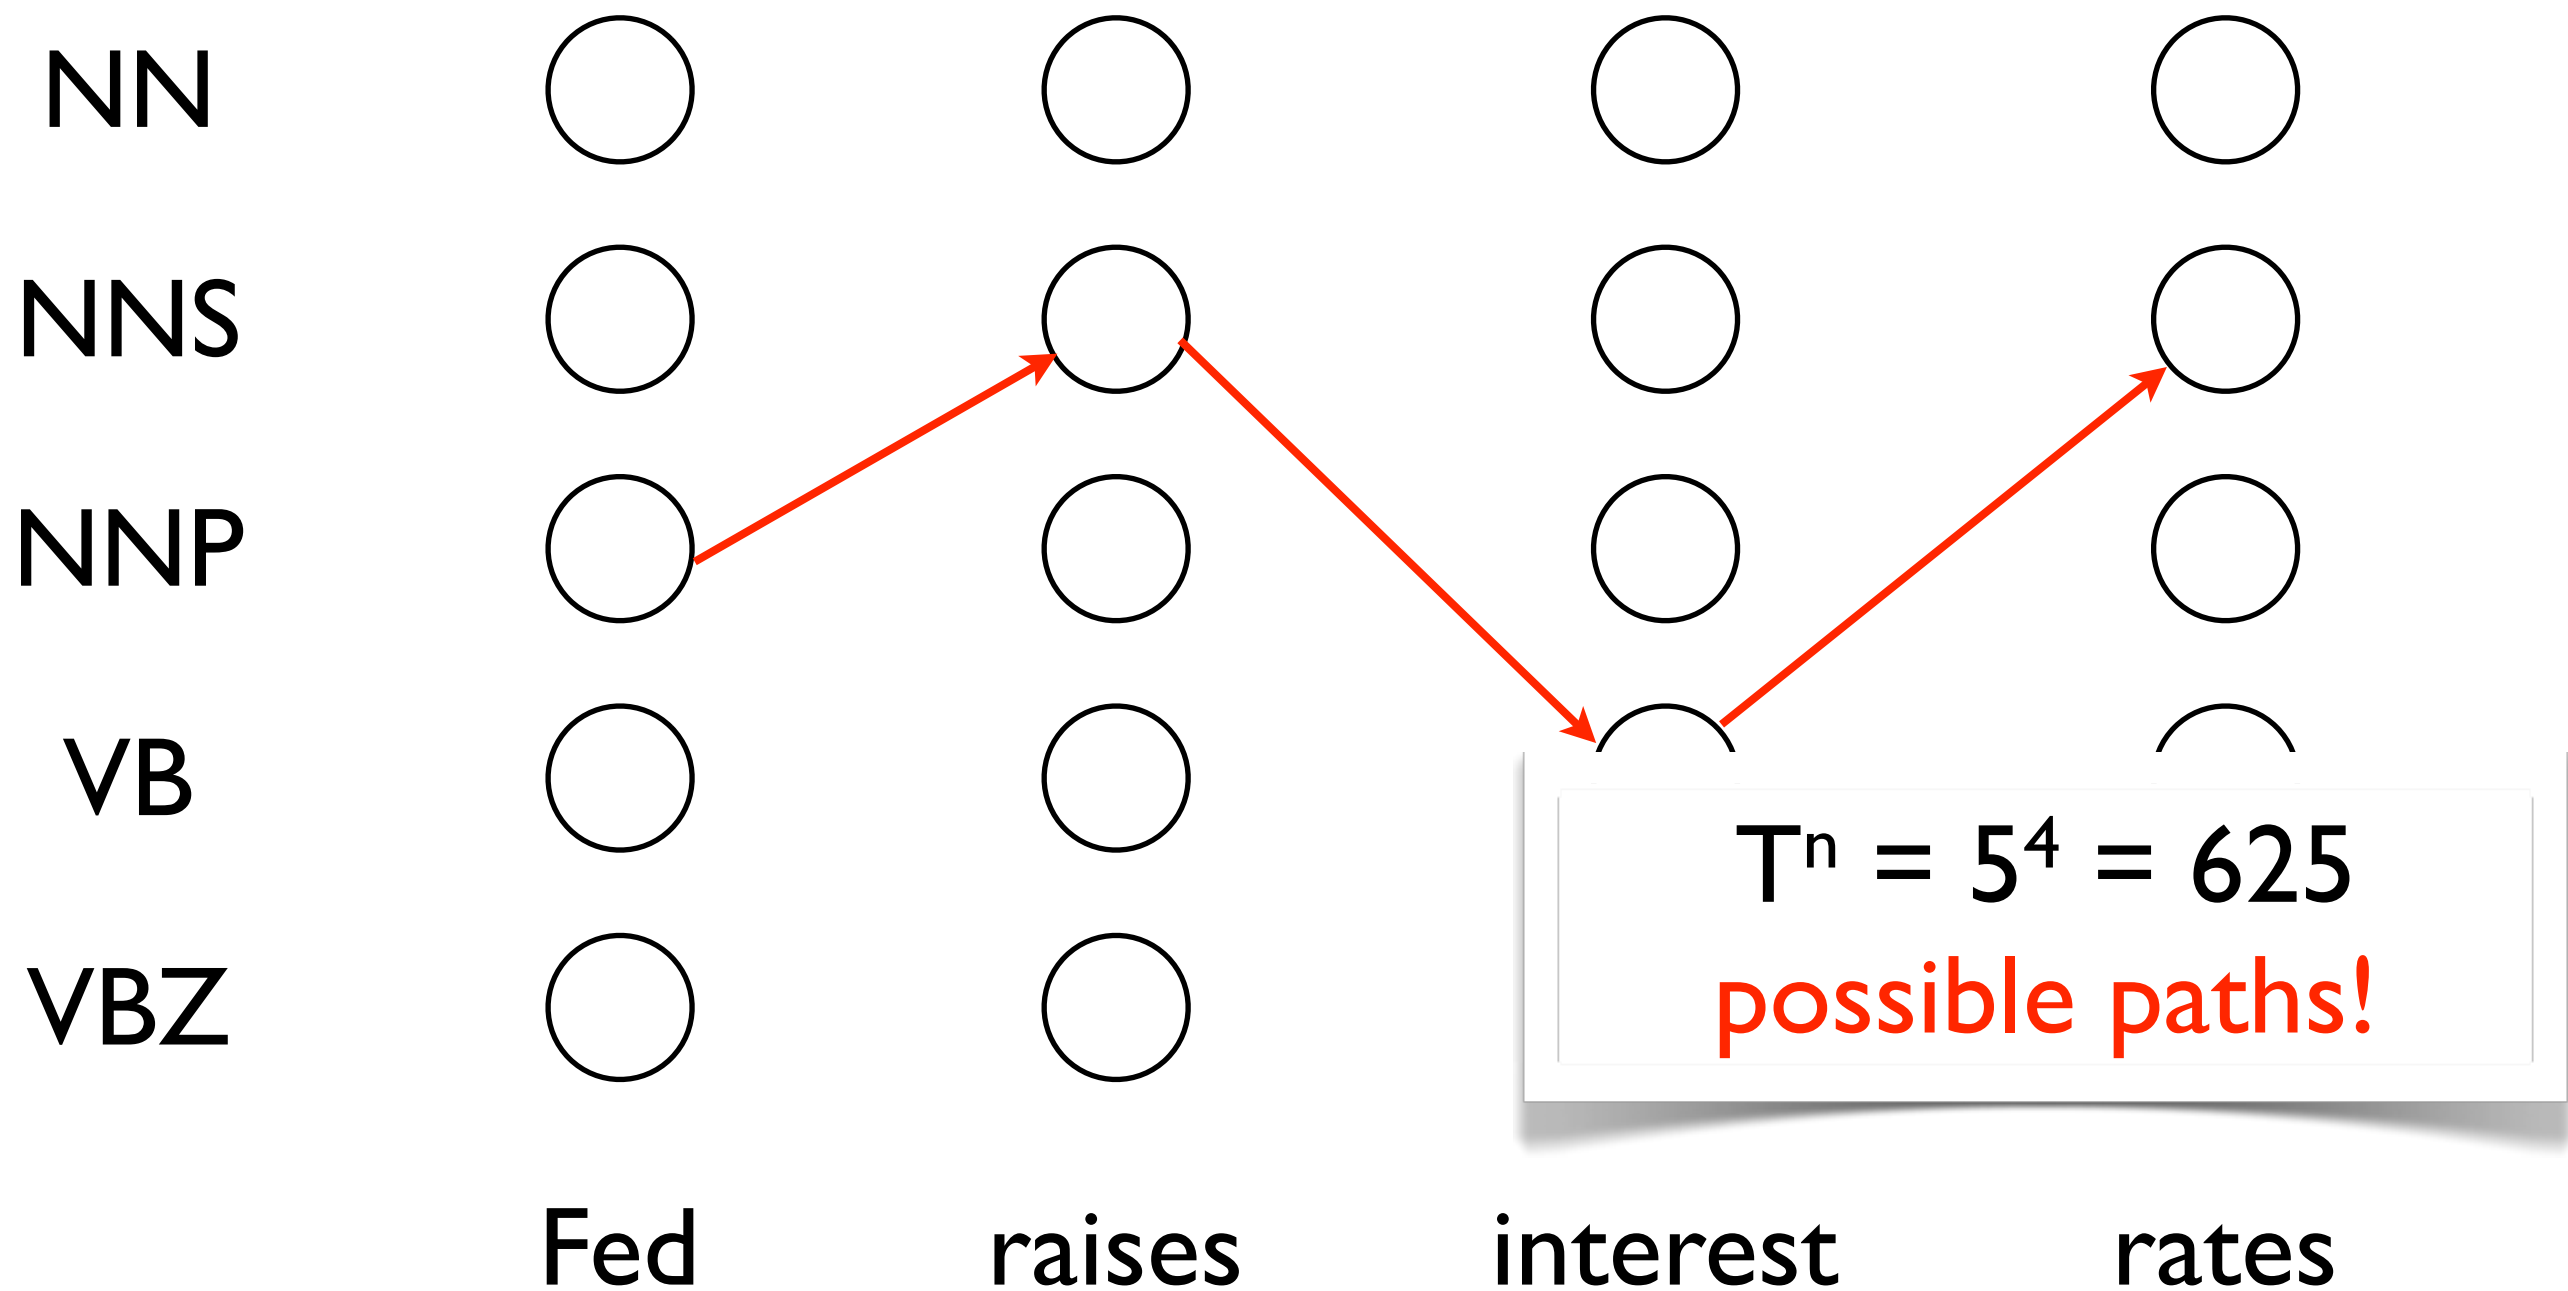 NN
NNS
NNP
VB
VBZ
Tⁿ = 5⁴ = 625
possible paths!
Fed raises interest rates